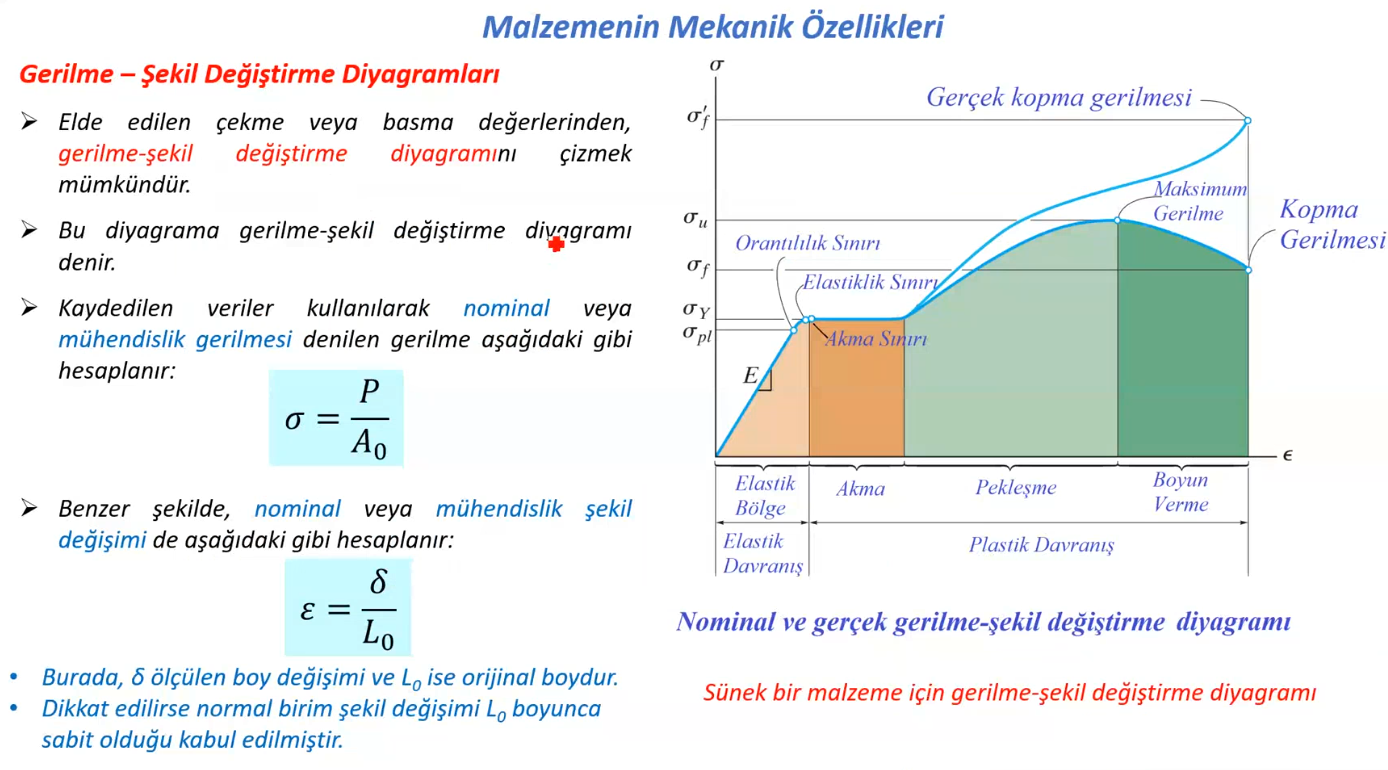 Malzemenin Mekanik Özellikleri
Gerilme – Şekil Değiştirme Diyagramları
➤ Elde edilen çekme veya basma değerlerinden,
gerilme-şekil değiştirme diyagramını çizmek
mümkündür.
➤ Bu diyagrama gerilme-şekil değiştirme diyagramı
denir.
➤ Kaydedilen veriler kullanılarak nominal veya
mühendislik gerilmesi denilen gerilme aşağıdaki gibi
hesaplanır:
σ = P / A₀
➤ Benzer şekilde, nominal veya mühendislik şekil
değişimi de aşağıdaki gibi hesaplanır:
ε = δ / L₀
• Burada, δ ölçülen boy değişimi ve L₀ ise orijinal boydur.
• Dikkat edilirse normal birim şekil değişimi L₀ boyunca
sabit olduğu kabul edilmiştir.
σ
σ′f
σu
σf
σY
σpl
E
Gerçek kopma gerilmesi
Maksimum
Gerilme
Kopma
Gerilmesi
Orantılılık Sınırı
Elastiklik Sınırı
Akma Sınırı
ϵ
Elastik
Bölge
Akma
Pekleşme
Boyun
Verme
Elastik
Davranış
Plastik Davranış
Nominal ve gerçek gerilme-şekil değiştirme diyagramı
Sünek bir malzeme için gerilme-şekil değiştirme diyagramı